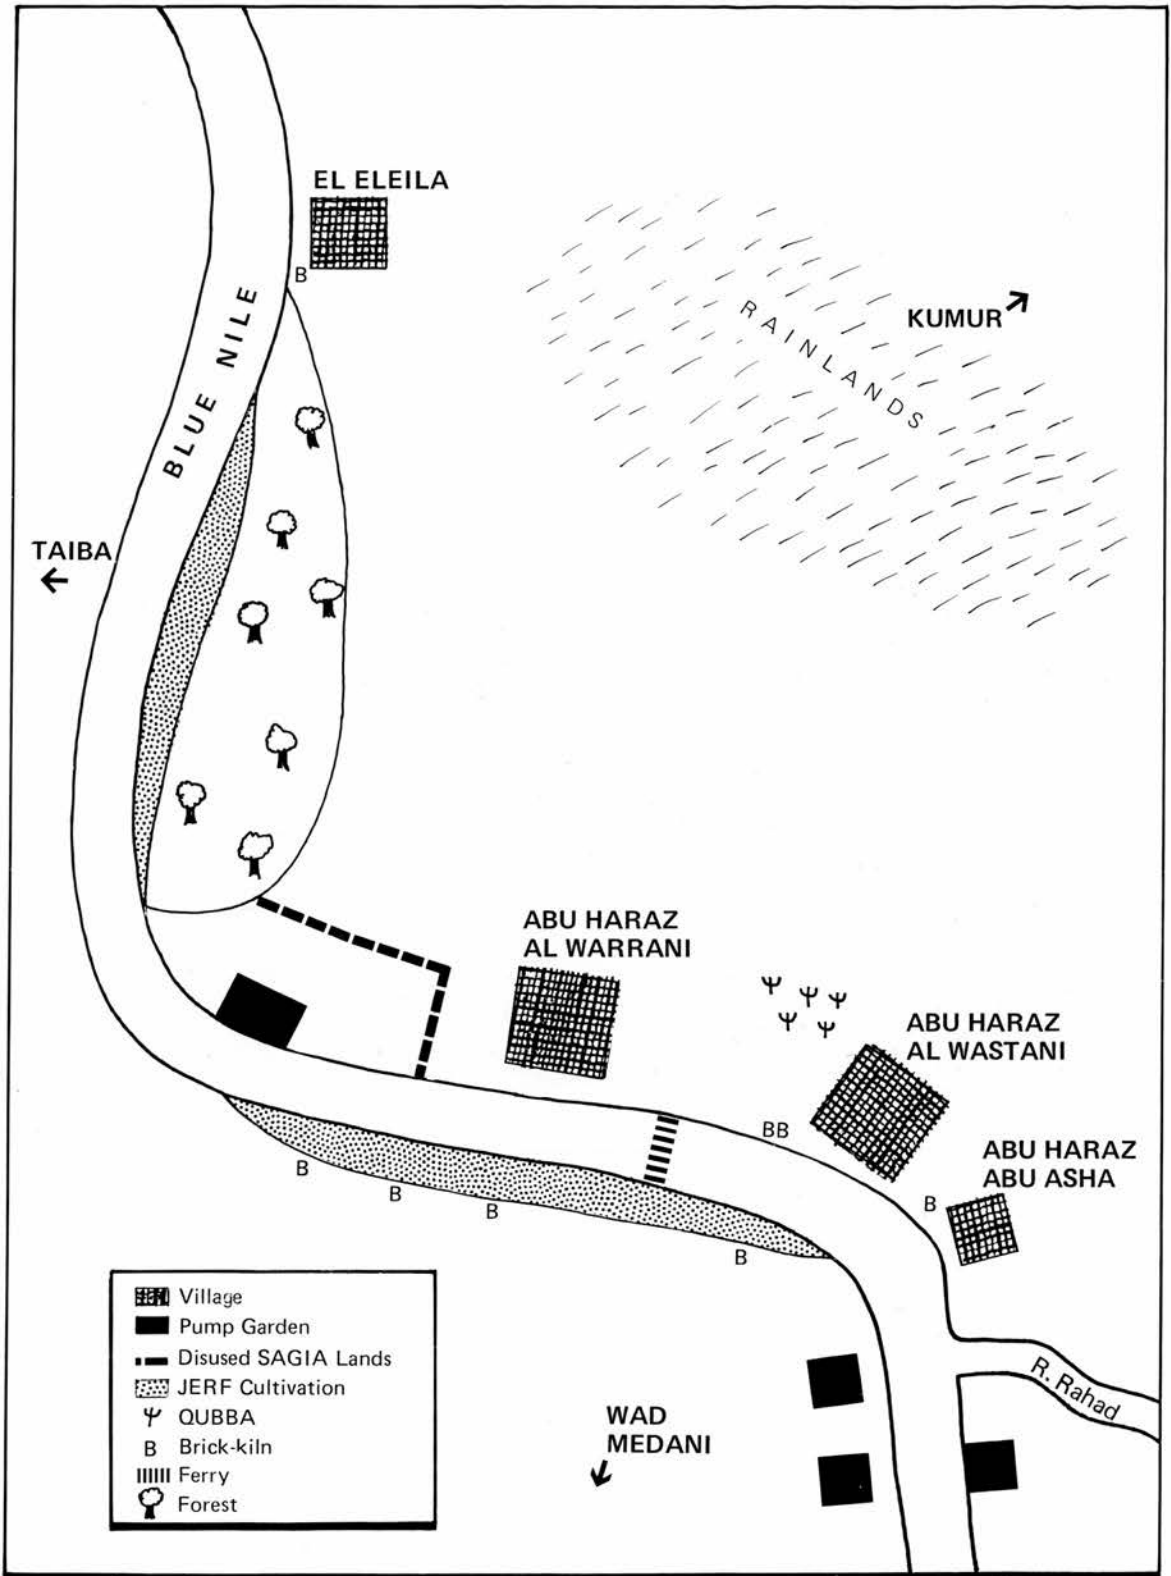 EL ELEILA
B
BLUE NILE
KUMUR
RAINLANDS
TAIBA
ABU HARAZ
AL WARRANI
ABU HARAZ
AL WASTANI
BB
ABU HARAZ
ABU ASHA
B
B
B
B
B
R. Rahad
WAD
MEDANI
Village
Pump Garden
Disused SAGIA Lands
JERF Cultivation
QUBBA
B Brick-kiln
Ferry
Forest